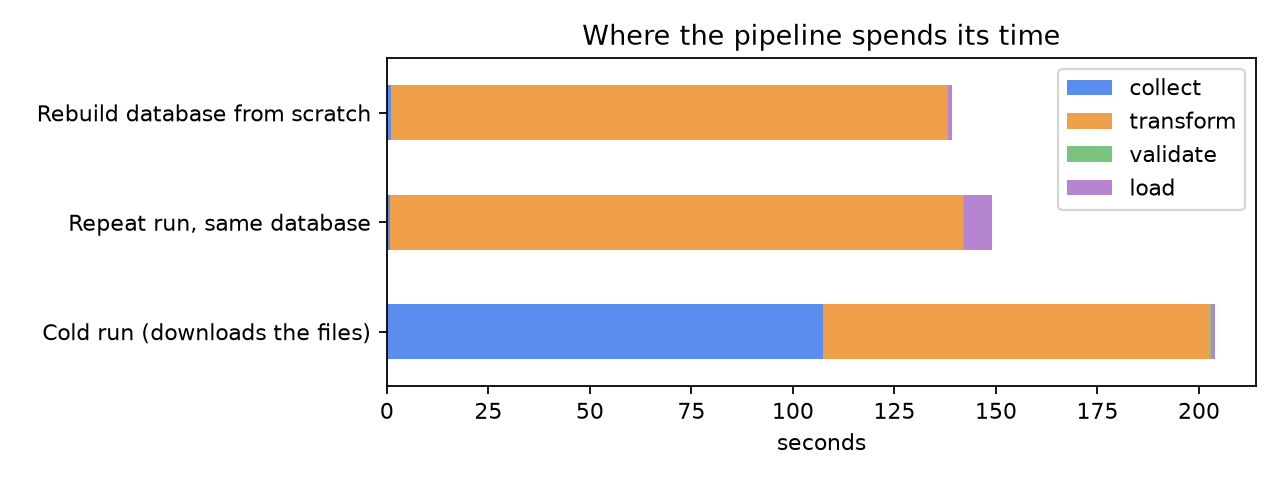 Where the pipeline spends its time
collect
transform
validate
load
Rebuild database from scratch
Repeat run, same database
Cold run (downloads the files)
0 25 50 75 100 125 150 175 200
seconds